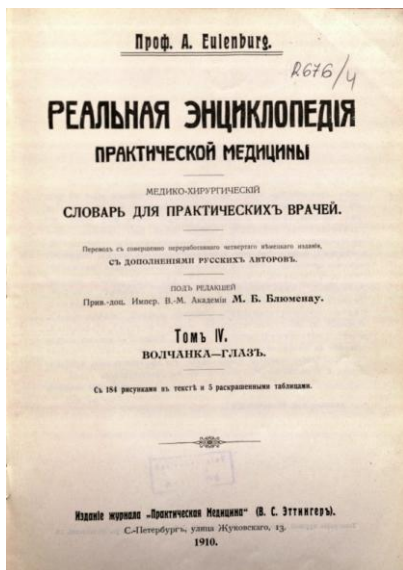 Проф. А. Eulenburg.
2676/4
РЕАЛЬНАЯ ЭНЦИКЛОПЕДІЯ
ПРАКТИЧЕСКОЙ МЕДИЦИНЫ
МЕДИКО-ХИРУРГИЧЕСКІЙ
СЛОВАРЬ ДЛЯ ПРАКТИЧЕСКИХЪ ВРАЧЕЙ.
Переводъ съ совершенно переработаннаго четвертаго нѣмецкаго изданія,
СЪ ДОПОЛНЕНІЯМИ РУССКИХЪ АВТОРОВЪ.
ПОДЪ РЕДАКЦІЕЙ
Прив.-доц. Импер. В.-М. Академіи М. Б. Блюменау.
Томъ IV.
ВОЛЧАНКА—ГЛАЗЪ.
Съ 184 рисунками въ текстѣ и 5 раскрашенными таблицами.
Изданіе журнала „Практическая Медицина“ (В. С. Эттингеръ).
С.-Петербургъ, улица Жуковскаго, 13.
1910.